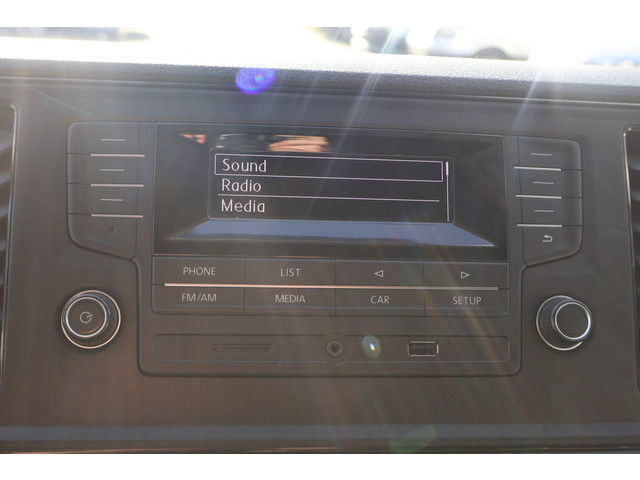 Sound
Radio
Media
PHONE LIST
FM/AM MEDIA CAR SETUP